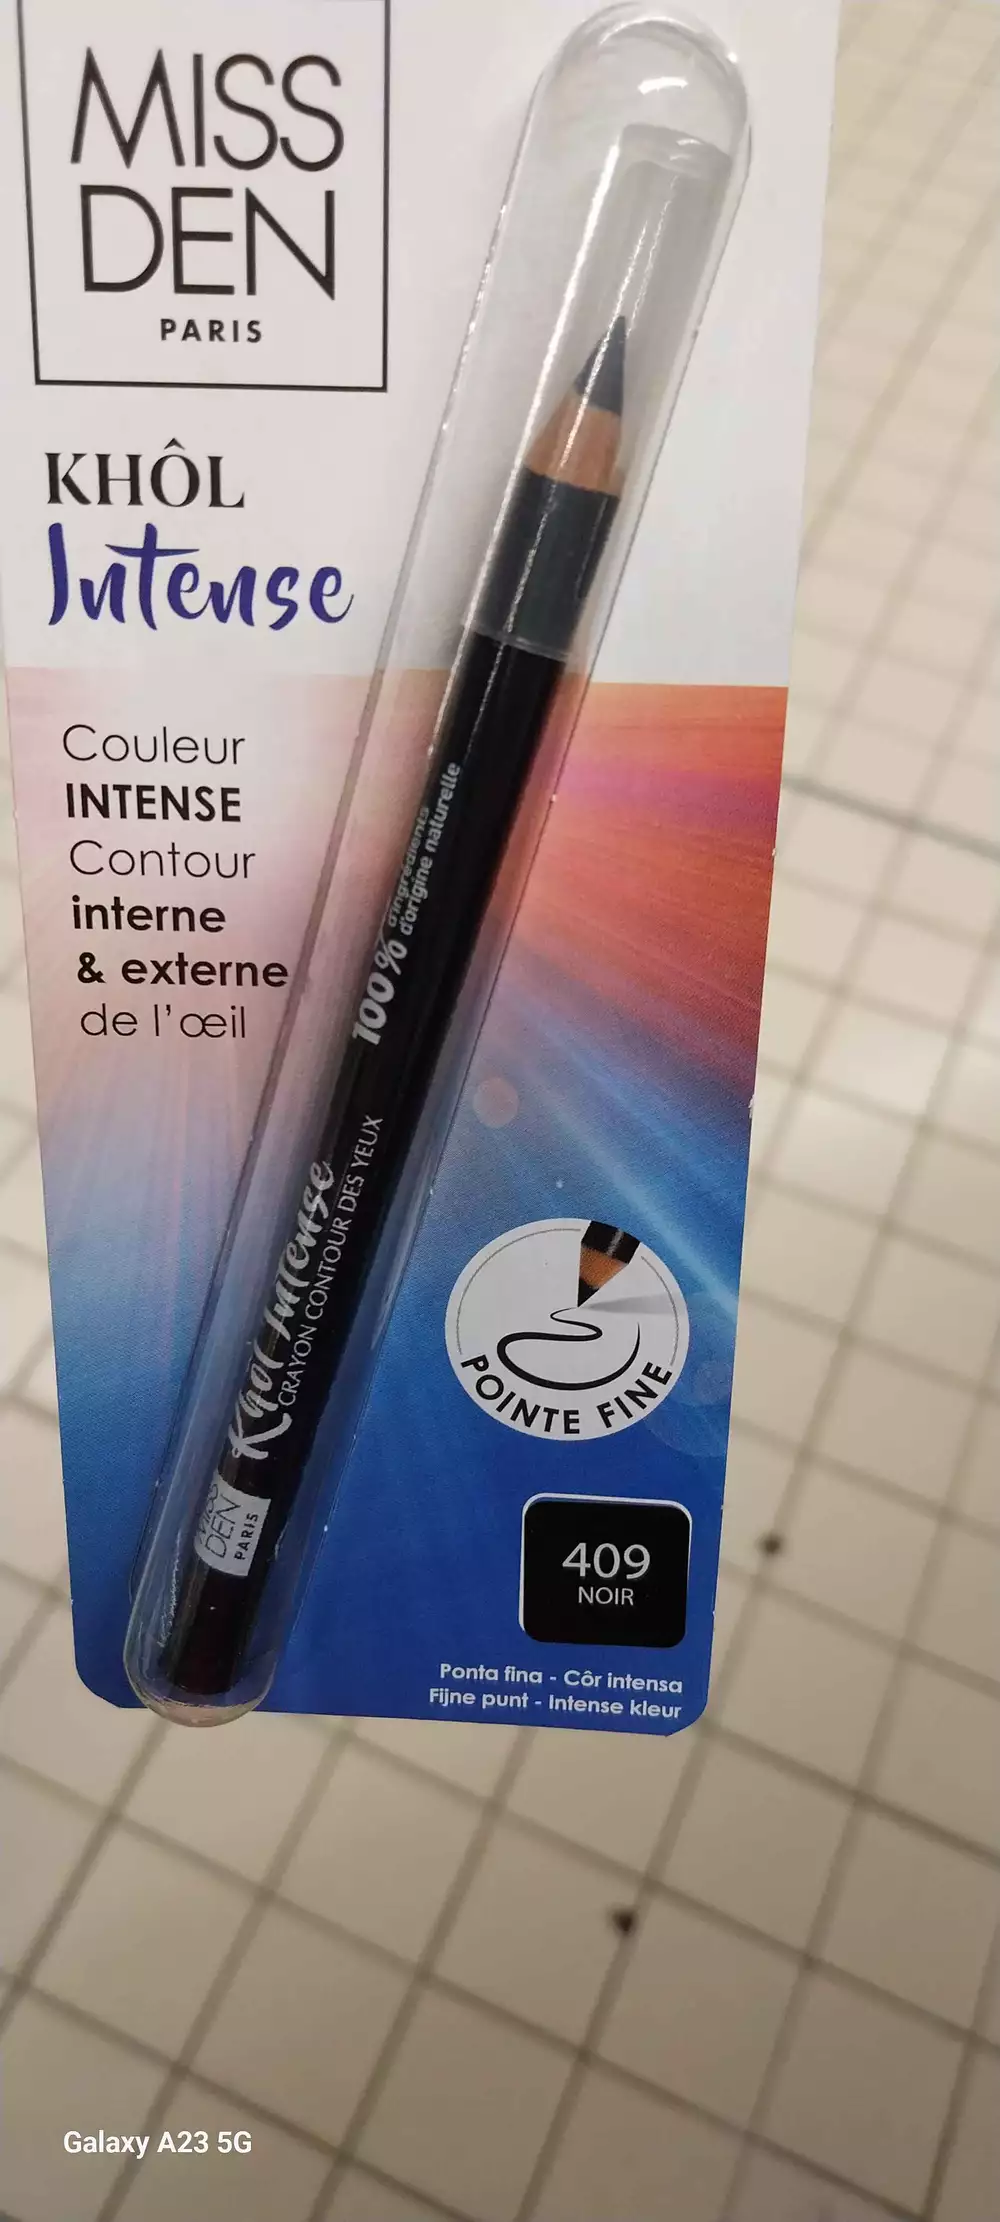 MISS
DEN
PARIS
KHÔL
Intense
Couleur
INTENSE
Contour
interne
& externe
de l'œil
100% d'ingrédients
d'origine naturelle
Khôl Intense
CRAYON CONTOUR DES YEUX
MISS
DEN
PARIS
POINTE FINE
409
NOIR
Ponta fina - Côr intensa
Fijne punt - Intense kleur
Galaxy A23 5G